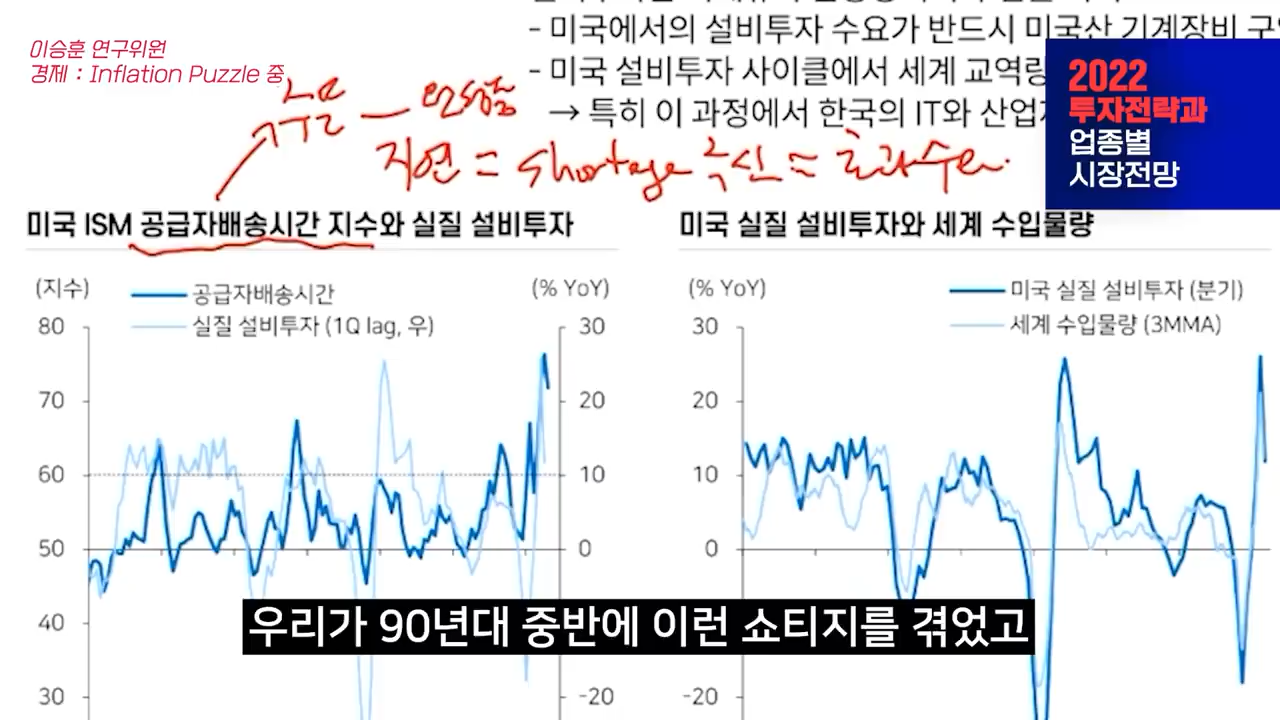 이승훈 연구위원
경제 : Inflation Puzzle 중
- 미국에서의 설비투자 수요가 반드시 미국산 기계장비
- 미국 설비투자 사이클에서 세계 교역량
→ 특히 이 과정에서 한국의 IT와
2022
투자전략과
업종별
시장전망
지연 = shortage 극심 = 초과수요
미국 ISM 공급자배송시간 지수와 실질 설비투자
(지수)
공급자배송시간
실질 설비투자 (1Q lag, 우)
(% YoY)
80
70
60
50
40
30
30
20
10
0
-20
미국 실질 설비투자와 세계 수입물량
(% YoY)
미국 실질 설비투자 (분기)
세계 수입물량 (3MMA)
30
20
10
0
-20
우리가 90년대 중반에 이런 쇼티지를 겪었고